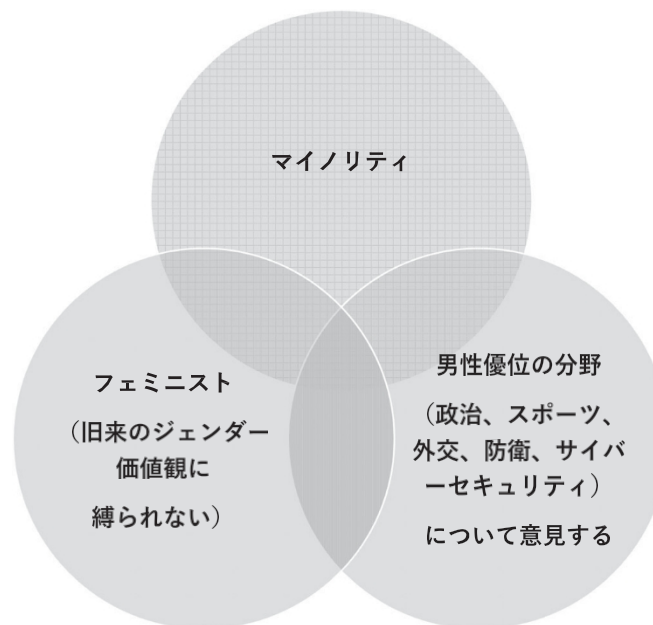 マイノリティ
フェミニスト
（旧来のジェンダー
価値観に
縛られない）
男性優位の分野
（政治、スポーツ、
外交、防衛、サイバ
ーセキュリティ）
について意見する